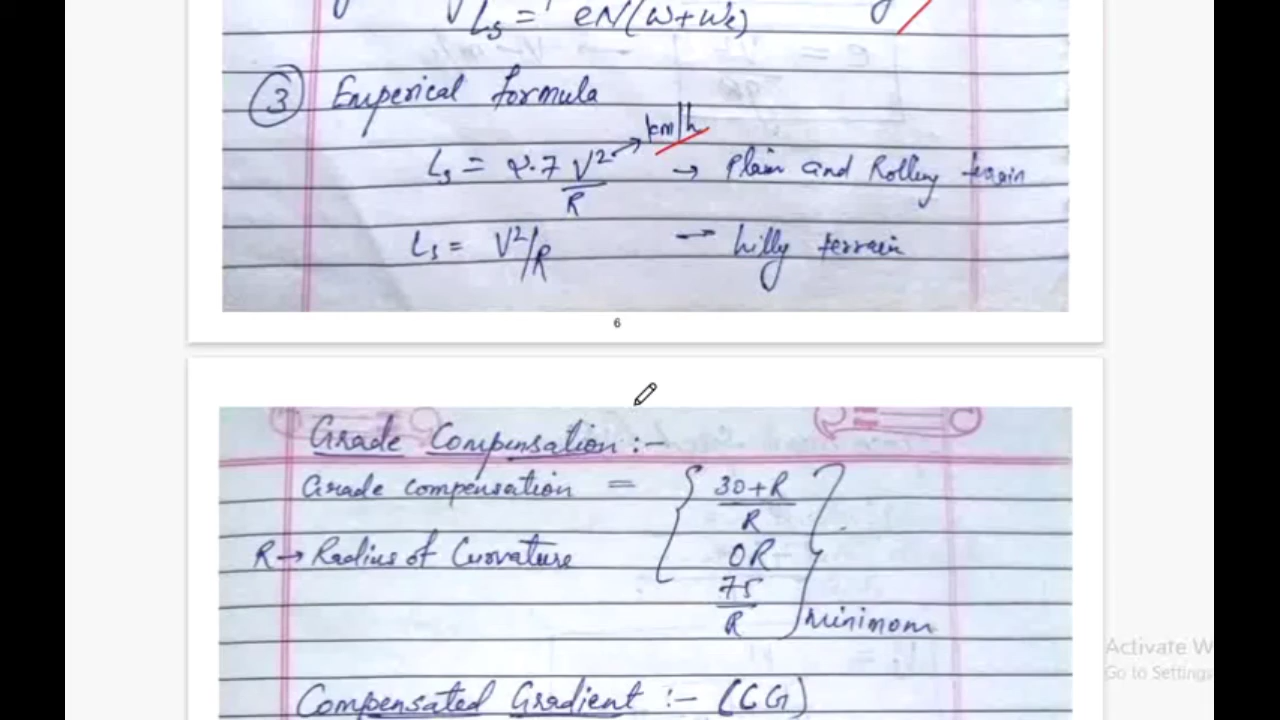 Ls = eN(W+We)
③ Emperical formula
km/h
Ls = 2.7 V²/R → Plain and Rolling terrain
Ls = V²/R → hilly terrain
6
Grade Compensation :-
Grade compensation = { 30+R/R
R → Radius of Curvature
OR
75/R } minimum
Compensated Gradient :- (CG)
Activate W
Go to Settings